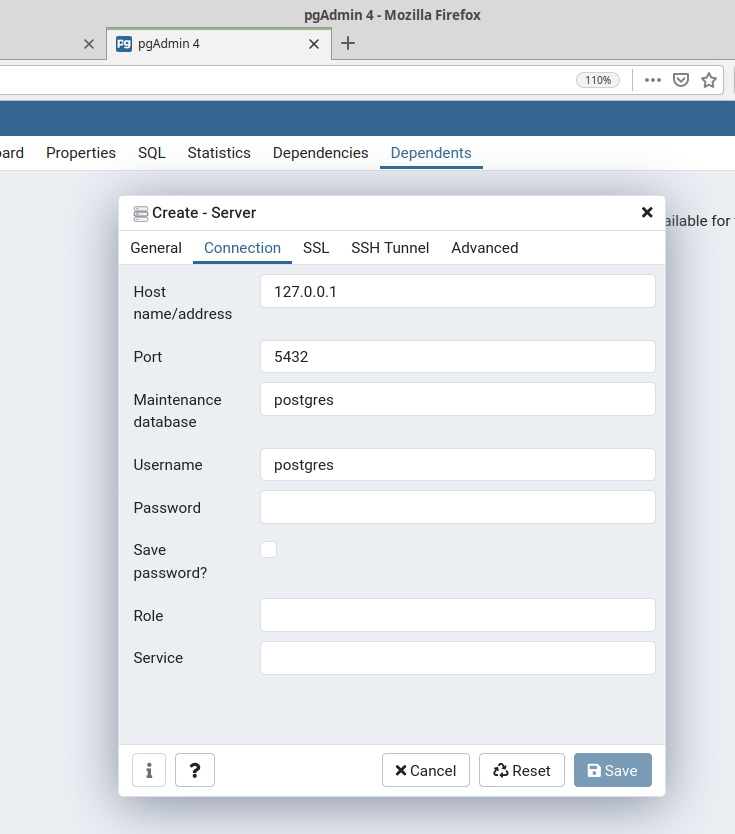 pgAdmin 4 - Mozilla Firefox
pg pgAdmin 4
110%
ard Properties SQL Statistics Dependencies Dependents
ailable for
Create - Server
General Connection SSL SSH Tunnel Advanced
Host
name/address
127.0.0.1
Port
5432
Maintenance
database
postgres
Username
postgres
Password
Save
password?
Role
Service
i ? Cancel Reset Save